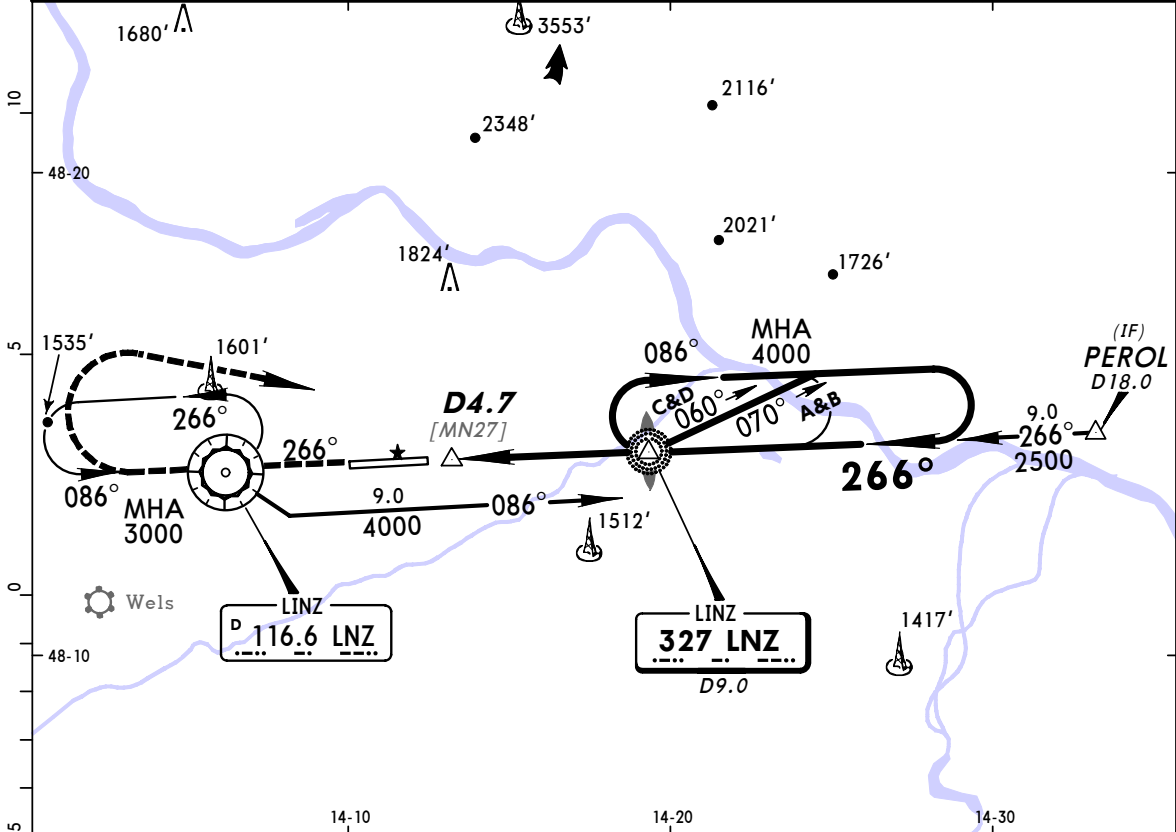 1680'
3553'
10
2116'
2348'
48-20
2021'
1824'
1726'
5
1535'
1601'
MHA
4000
086°
(IF)
PEROL
D18.0
C&D
060°
070°
A&B
D4.7
[MN27]
266°
266°
9.0
266°
2500
266°
086°
MHA
3000
9.0
4000
086°
1512'
0
Wels
LINZ
D 116.6 LNZ
LINZ
327 LNZ
D9.0
1417'
48-10
5
14-10
14-20
14-30